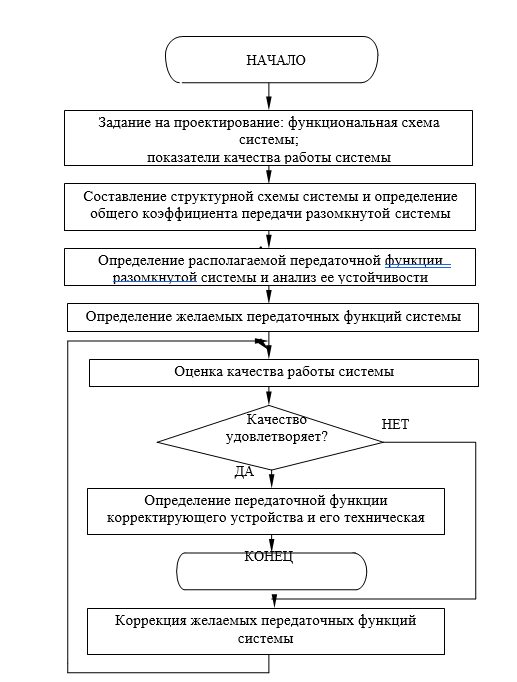 НАЧАЛО
Задание на проектирование: функциональная схема
системы;
показатели качества работы системы
Составление структурной схемы системы и определение
общего коэффициента передачи разомкнутой системы
Определение располагаемой передаточной функции
разомкнутой системы и анализ ее устойчивости
Определение желаемых передаточных функций системы
Оценка качества работы системы
Качество
удовлетворяет?
НЕТ
ДА
Определение передаточной функции
корректирующего устройства и его техническая
КОНЕЦ
Коррекция желаемых передаточных функций
системы